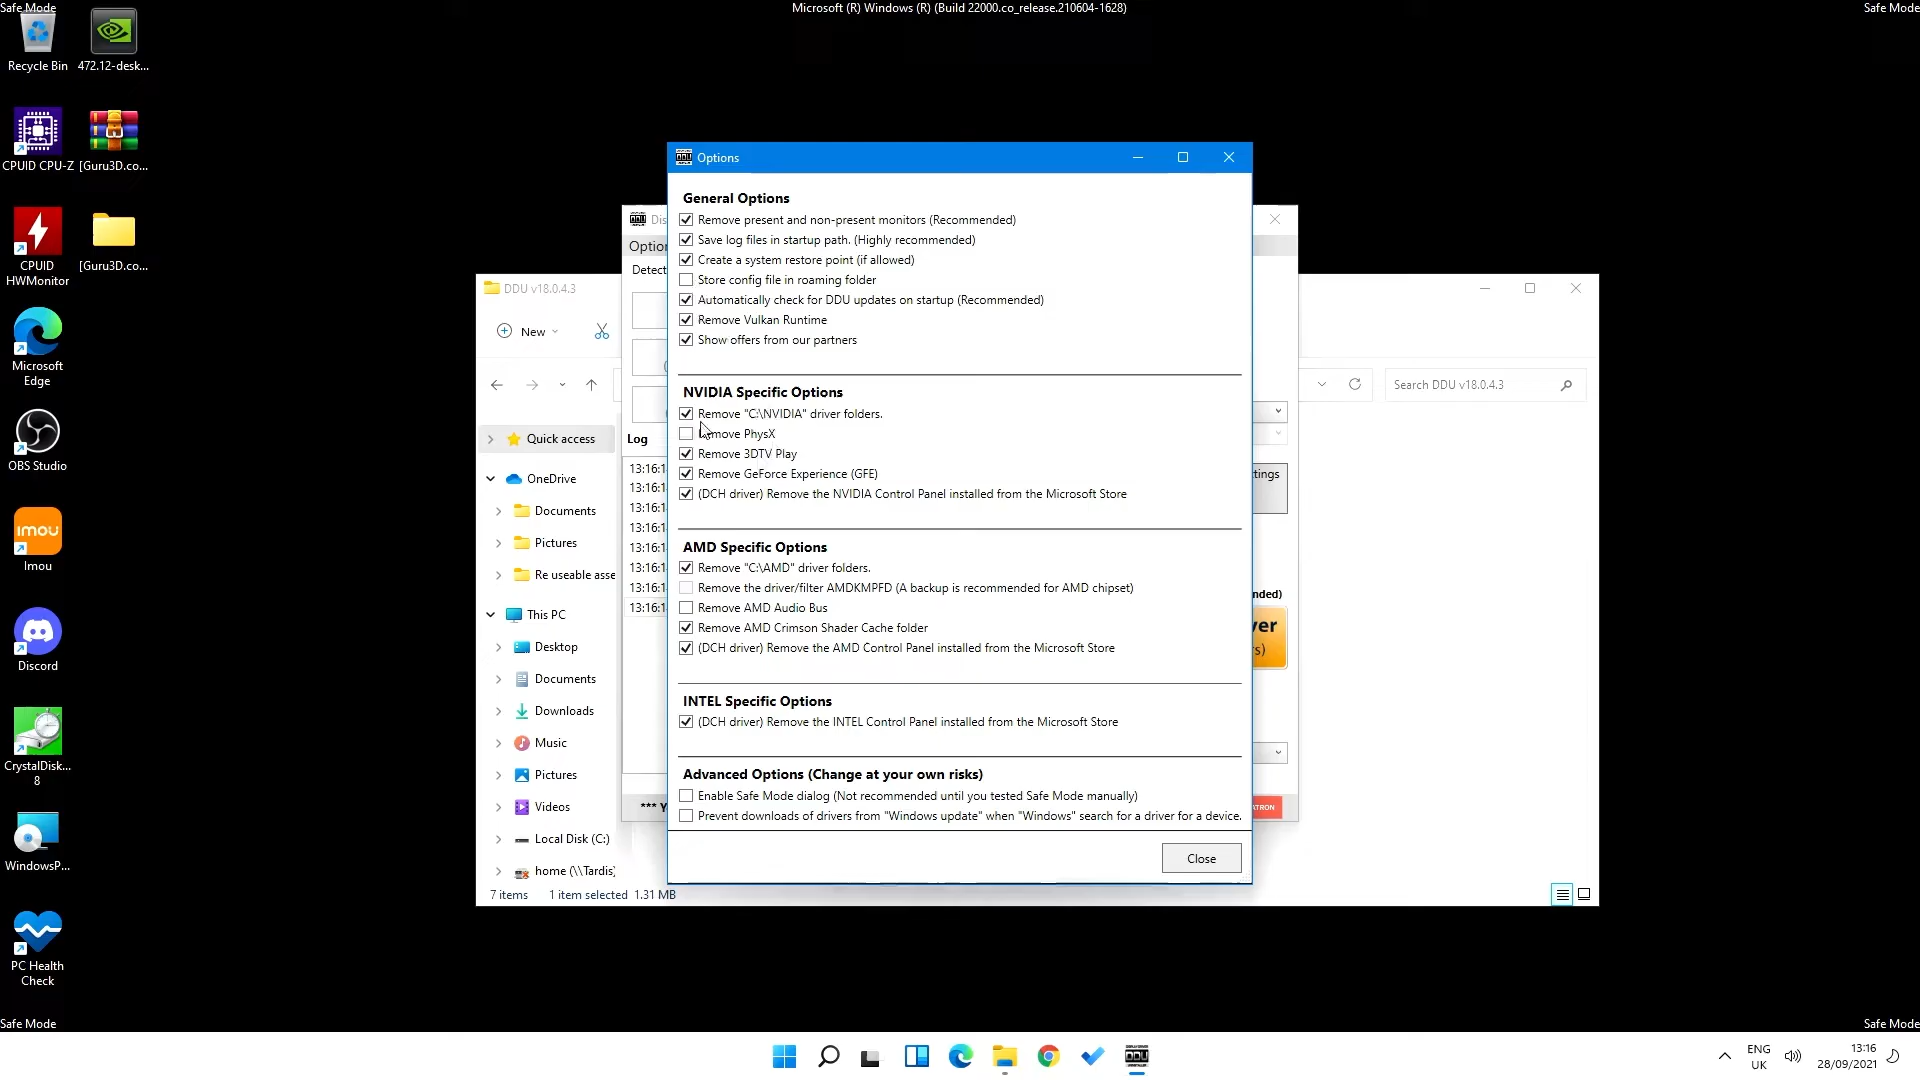 Safe Mode
Microsoft (R) Windows (R) (Build 22000.co_release.210604-1628)
Safe Mode
Recycle Bin
472.12-desk...
CPUID CPU-Z
[Guru3D.co...
CPUID
HWMonitor
[Guru3D.co...
Microsoft
Edge
OBS Studio
imou
Imou
Discord
CrystalDisk...
8
WindowsP...
PC Health
Check
Options
General Options
Remove present and non-present monitors (Recommended)
Save log files in startup path. (Highly recommended)
Create a system restore point (if allowed)
Store config file in roaming folder
Automatically check for DDU updates on startup (Recommended)
Remove Vulkan Runtime
Show offers from our partners
NVIDIA Specific Options
Remove "C:\NVIDIA" driver folders.
Remove PhysX
Remove 3DTV Play
Remove GeForce Experience (GFE)
(DCH driver) Remove the NVIDIA Control Panel installed from the Microsoft Store
AMD Specific Options
Remove "C:\AMD" driver folders.
Remove the driver/filter AMDKMPFD (A backup is recommended for AMD chipset)
Remove AMD Audio Bus
Remove AMD Crimson Shader Cache folder
(DCH driver) Remove the AMD Control Panel installed from the Microsoft Store
INTEL Specific Options
(DCH driver) Remove the INTEL Control Panel installed from the Microsoft Store
Advanced Options (Change at your own risks)
Enable Safe Mode dialog (Not recommended until you tested Safe Mode manually)
Prevent downloads of drivers from "Windows update" when "Windows" search for a driver for a device.
Close
DDU Dis
Option
Detect
Log
13:16:1
13:16:1
13:16:1
13:16:1
13:16:1
13:16:1
13:16:1
13:16:1
*** Y
tings
nded)
ver
s)
TRON
DDU v18.0.4.3
New
Search DDU v18.0.4.3
Quick access
OneDrive
Documents
Pictures
Re useable asse
This PC
Desktop
Documents
Downloads
Music
Pictures
Videos
Local Disk (C:)
home (\\Tardis)
7 items
1 item selected 1.31 MB
Safe Mode
Safe Mode
DDU
ENG
UK
13:16
28/09/2021